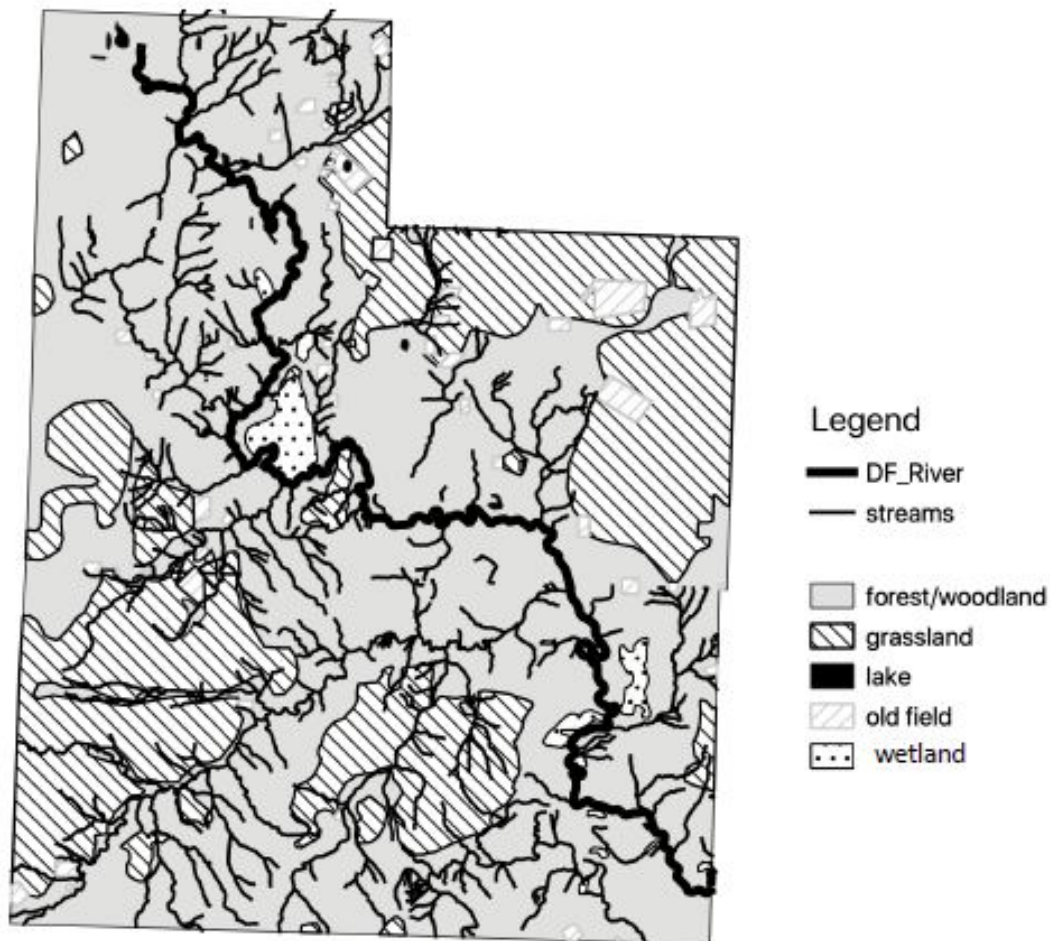 Legend
DF_River
streams
forest/woodland
grassland
lake
old field
wetland